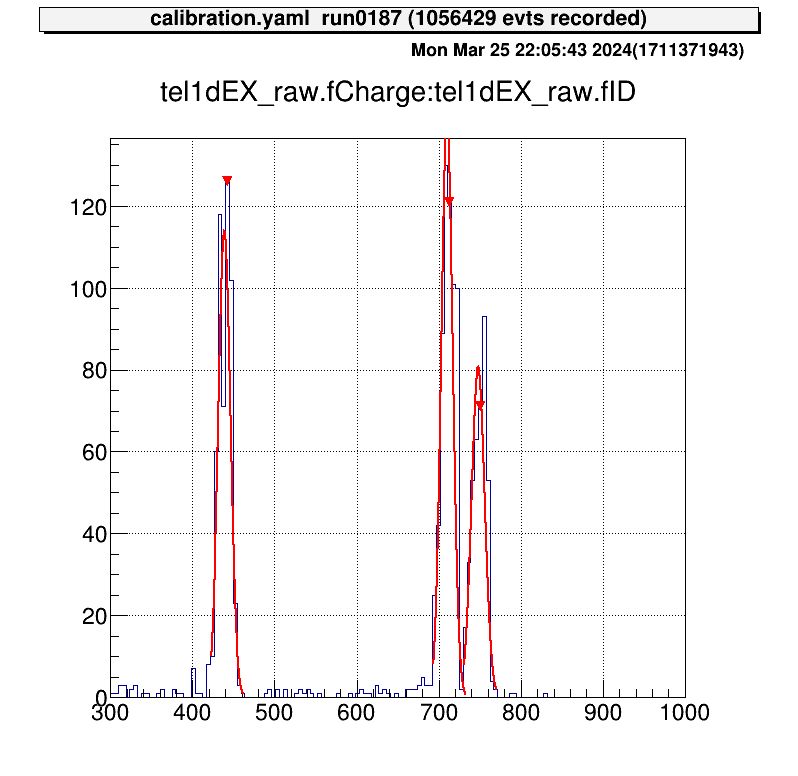 calibration.yaml run0187 (1056429 evts recorded)
Mon Mar 25 22:05:43 2024(1711371943)
tel1dEX_raw.fCharge:tel1dEX_raw.fID
120
100
80
60
40
20
0
300 400 500 600 700 800 900 1000